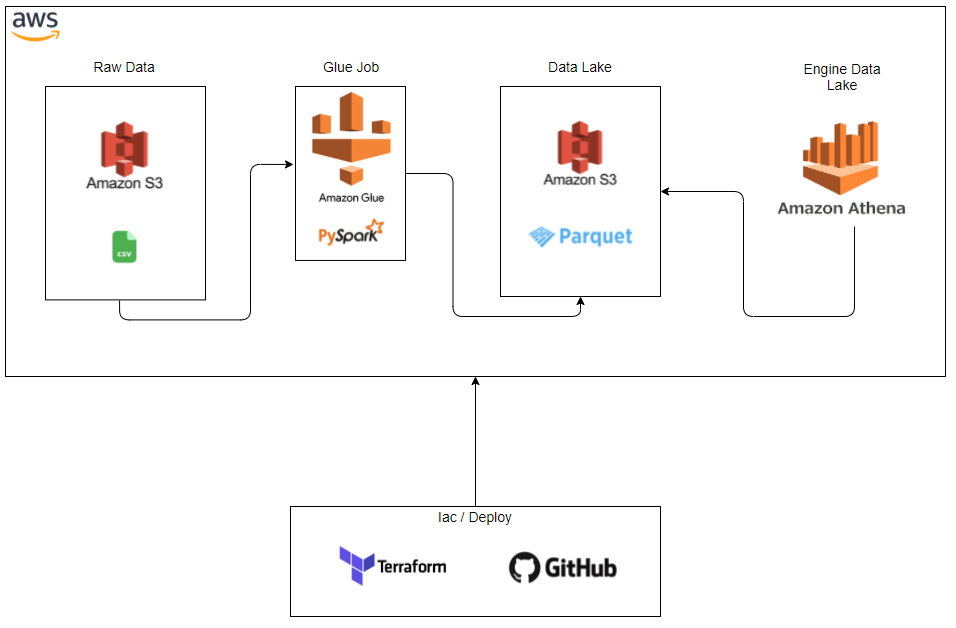 aws
Raw Data
Glue Job
Data Lake
Engine Data
Lake
Amazon S3
CSV
Amazon Glue
PySpark
Amazon S3
Parquet
Amazon Athena
Iac / Deploy
Terraform
GitHub